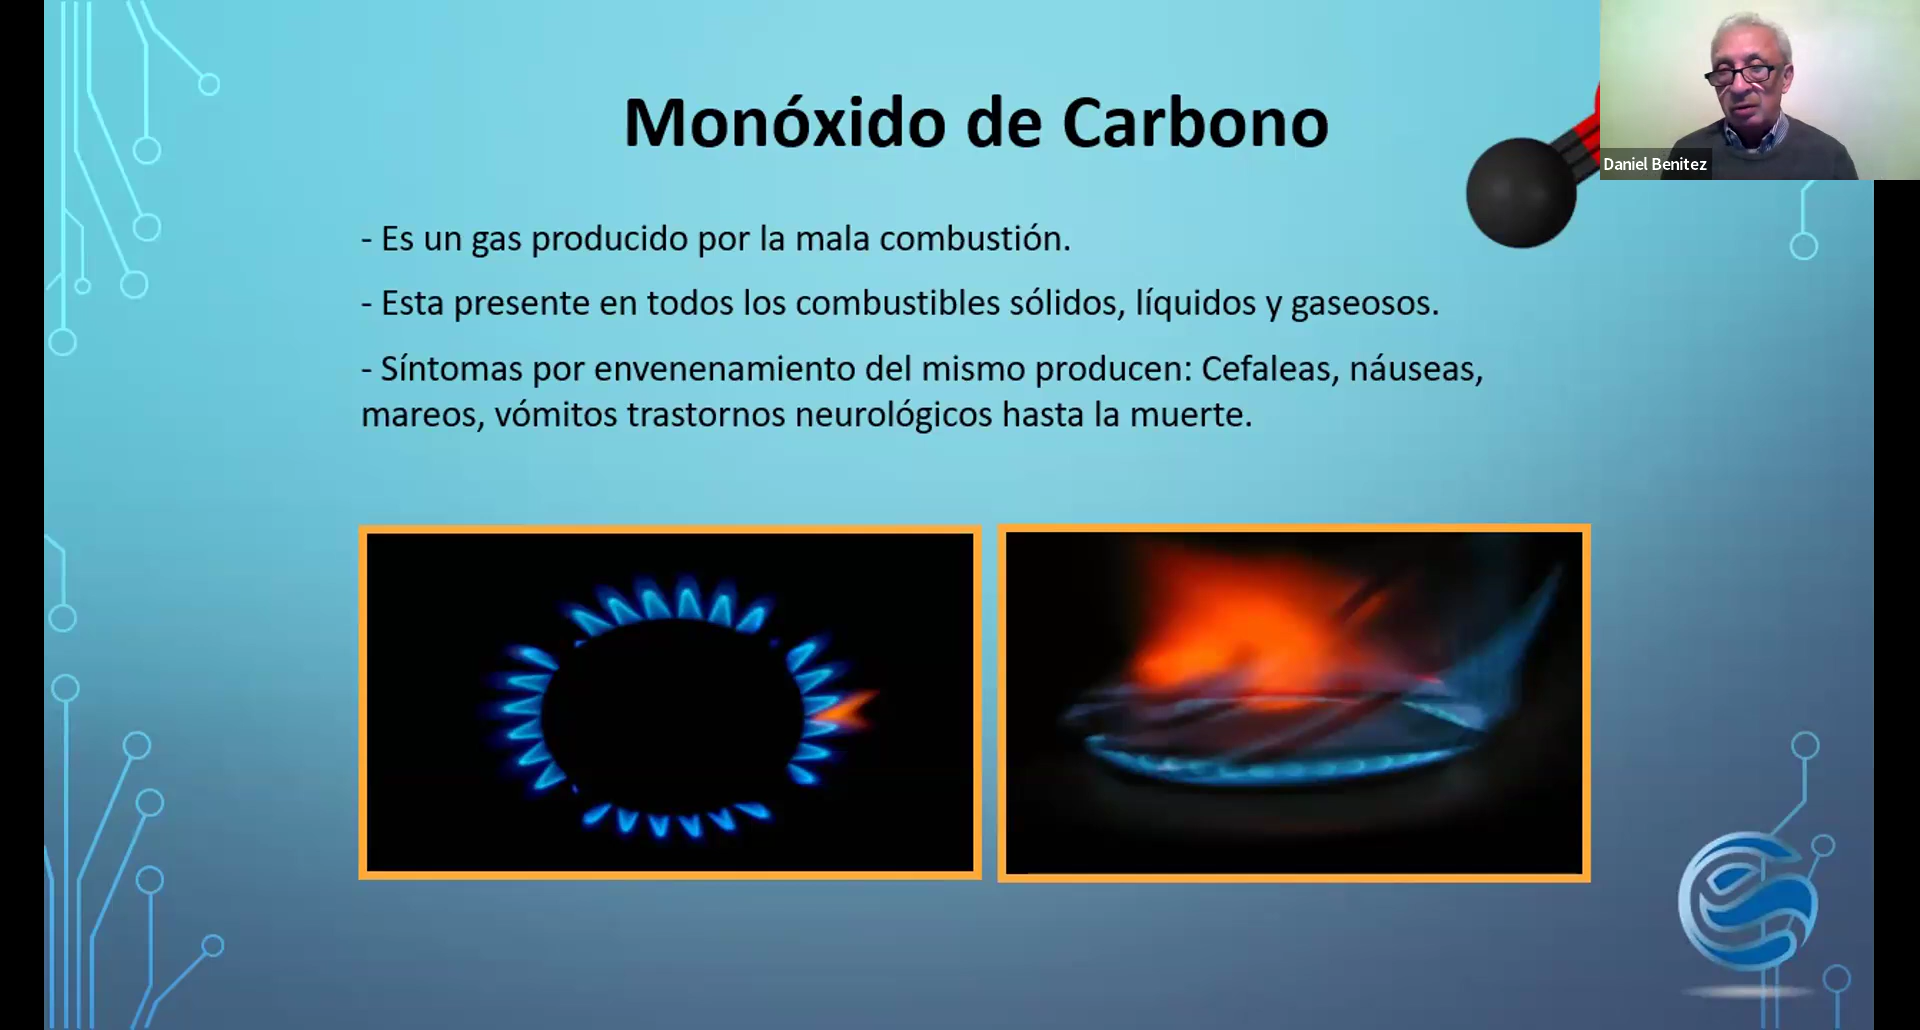 Monóxido de Carbono
Daniel Benitez
- Es un gas producido por la mala combustión.
- Esta presente en todos los combustibles sólidos, líquidos y gaseosos.
- Síntomas por envenenamiento del mismo producen: Cefaleas, náuseas,
mareos, vómitos trastornos neurológicos hasta la muerte.